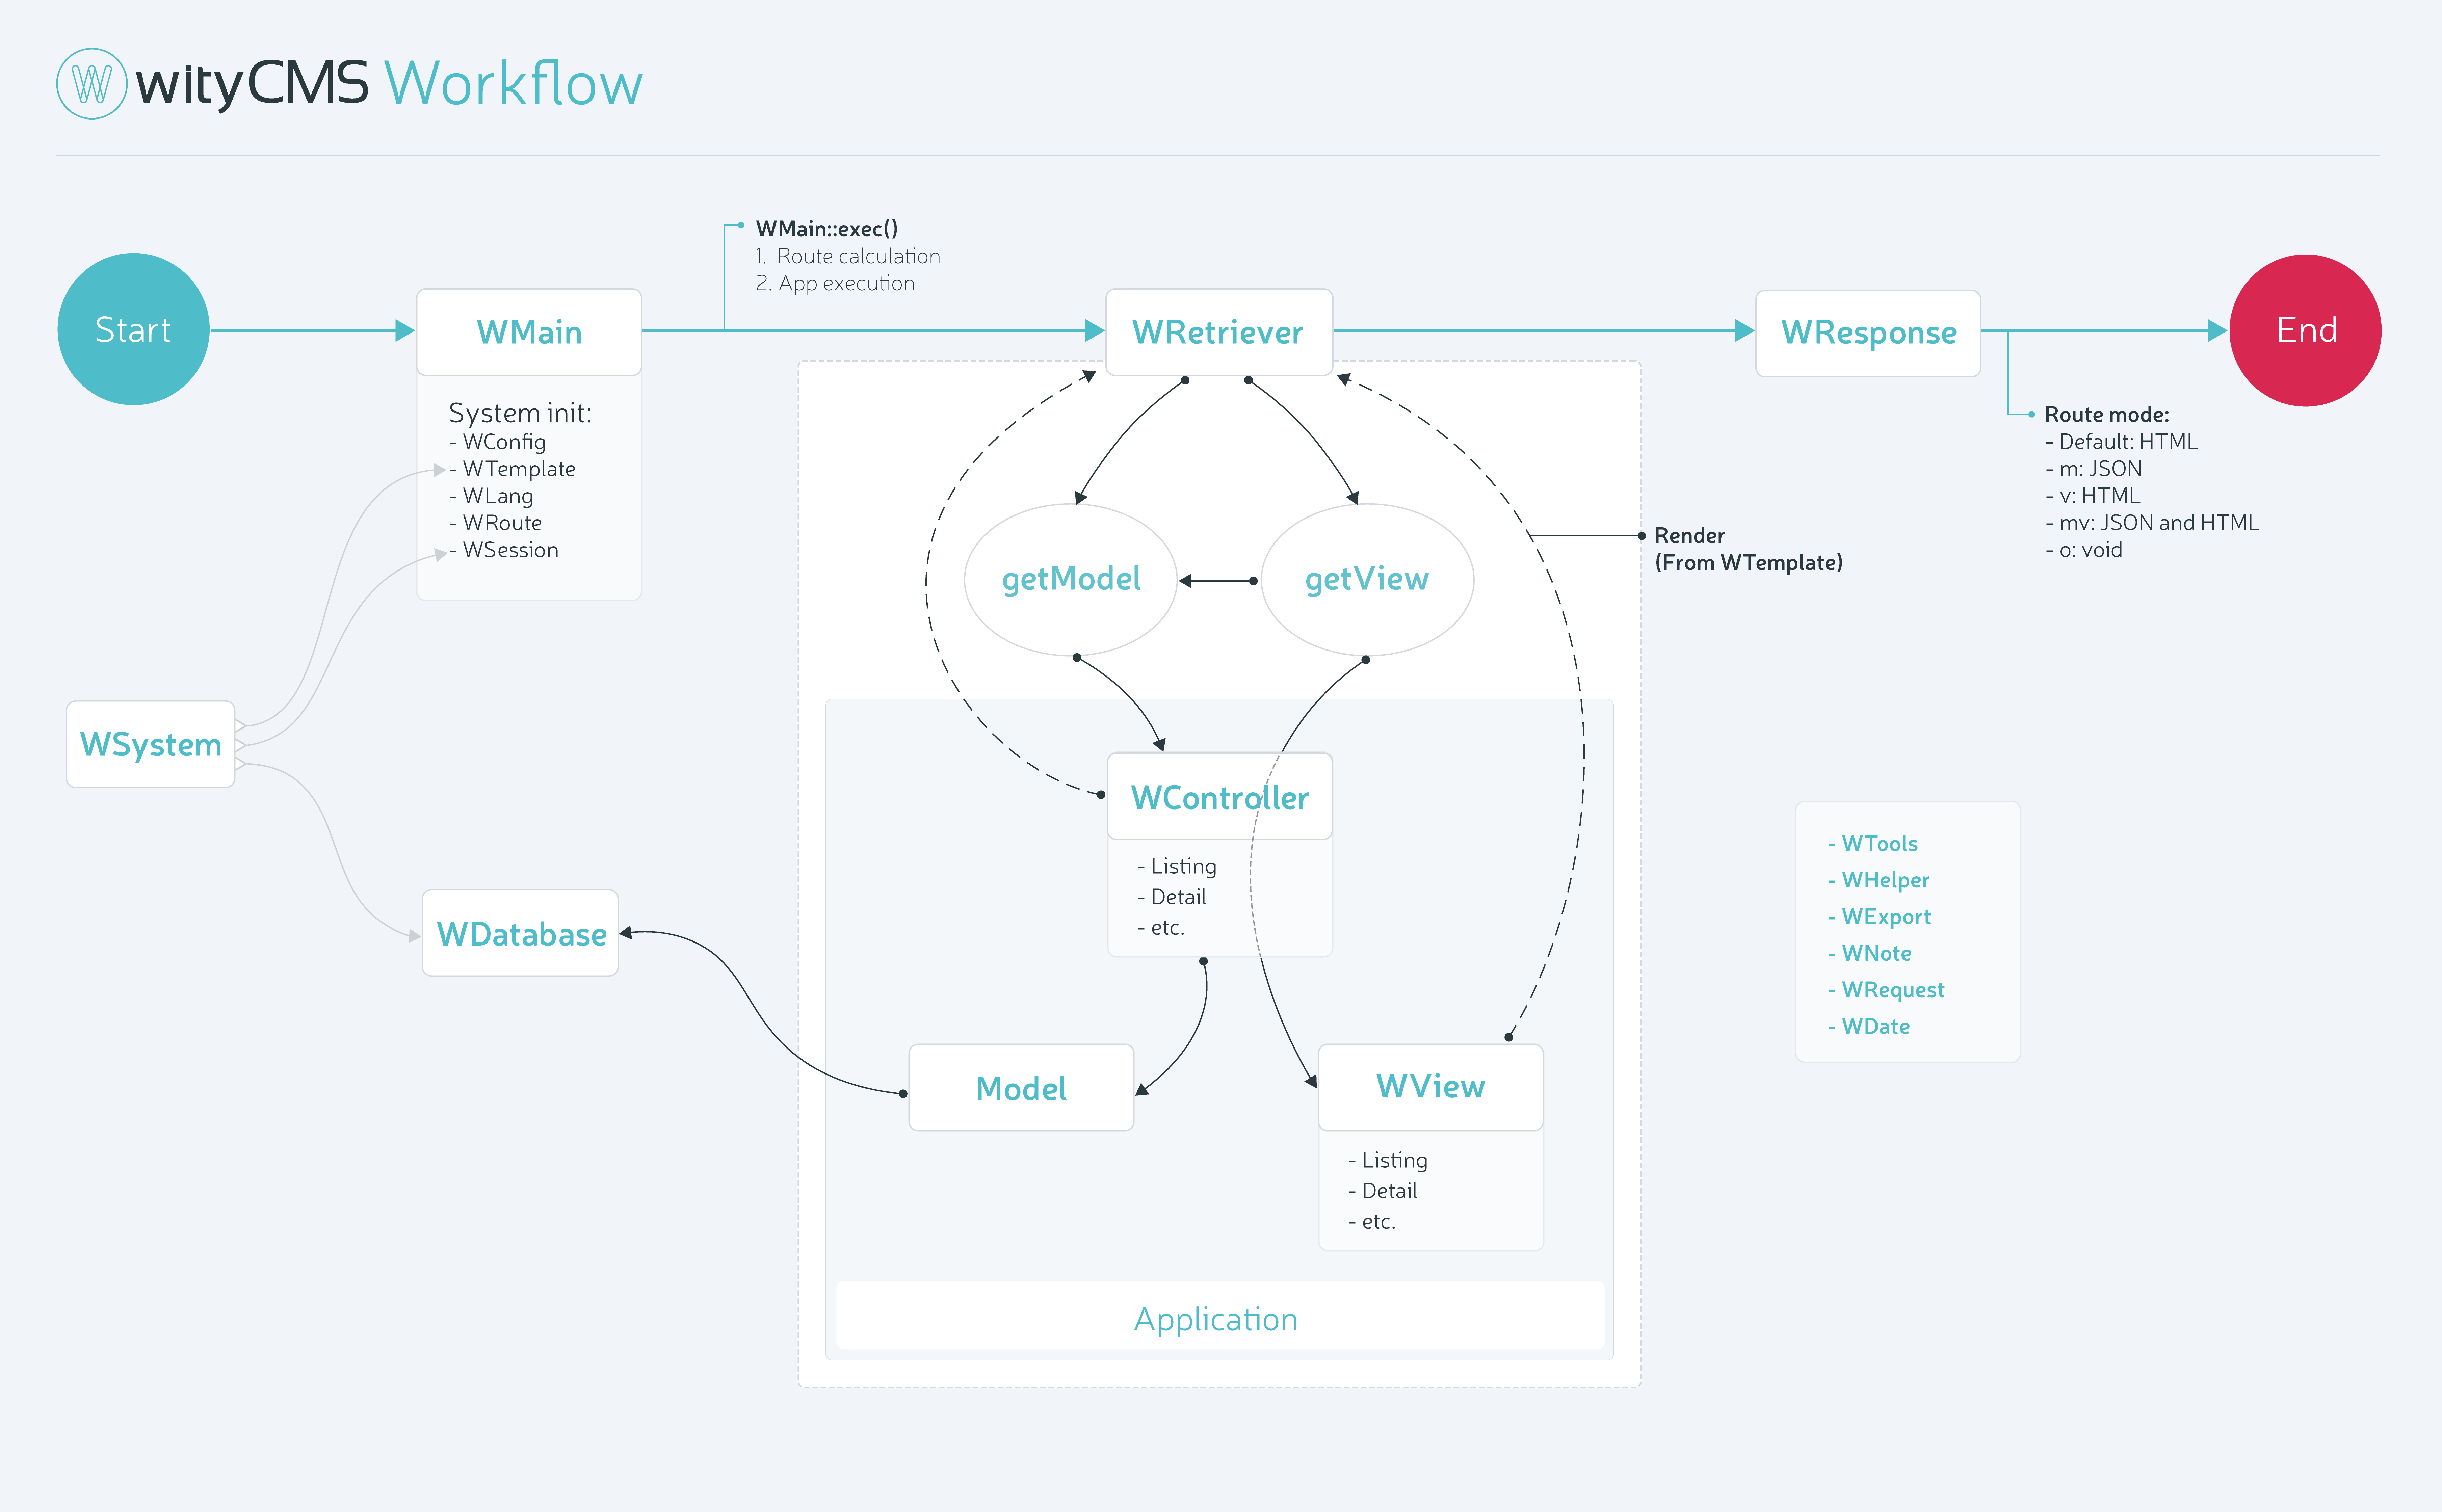 wityCMS Workflow
WMain::exec()
1. Route calculation
2. App execution
Start
WMain
WRetriever
WResponse
End
System init:
- WConfig
- WTemplate
- WLang
- WRoute
- WSession
Route mode:
- Default: HTML
- m: JSON
- v: HTML
- mv: JSON and HTML
- o: void
Render
(From WTemplate)
getModel
getView
WSystem
WController
- Listing
- Detail
- etc.
WDatabase
- WTools
- WHelper
- WExport
- WNote
- WRequest
- WDate
Model
WView
- Listing
- Detail
- etc.
Application